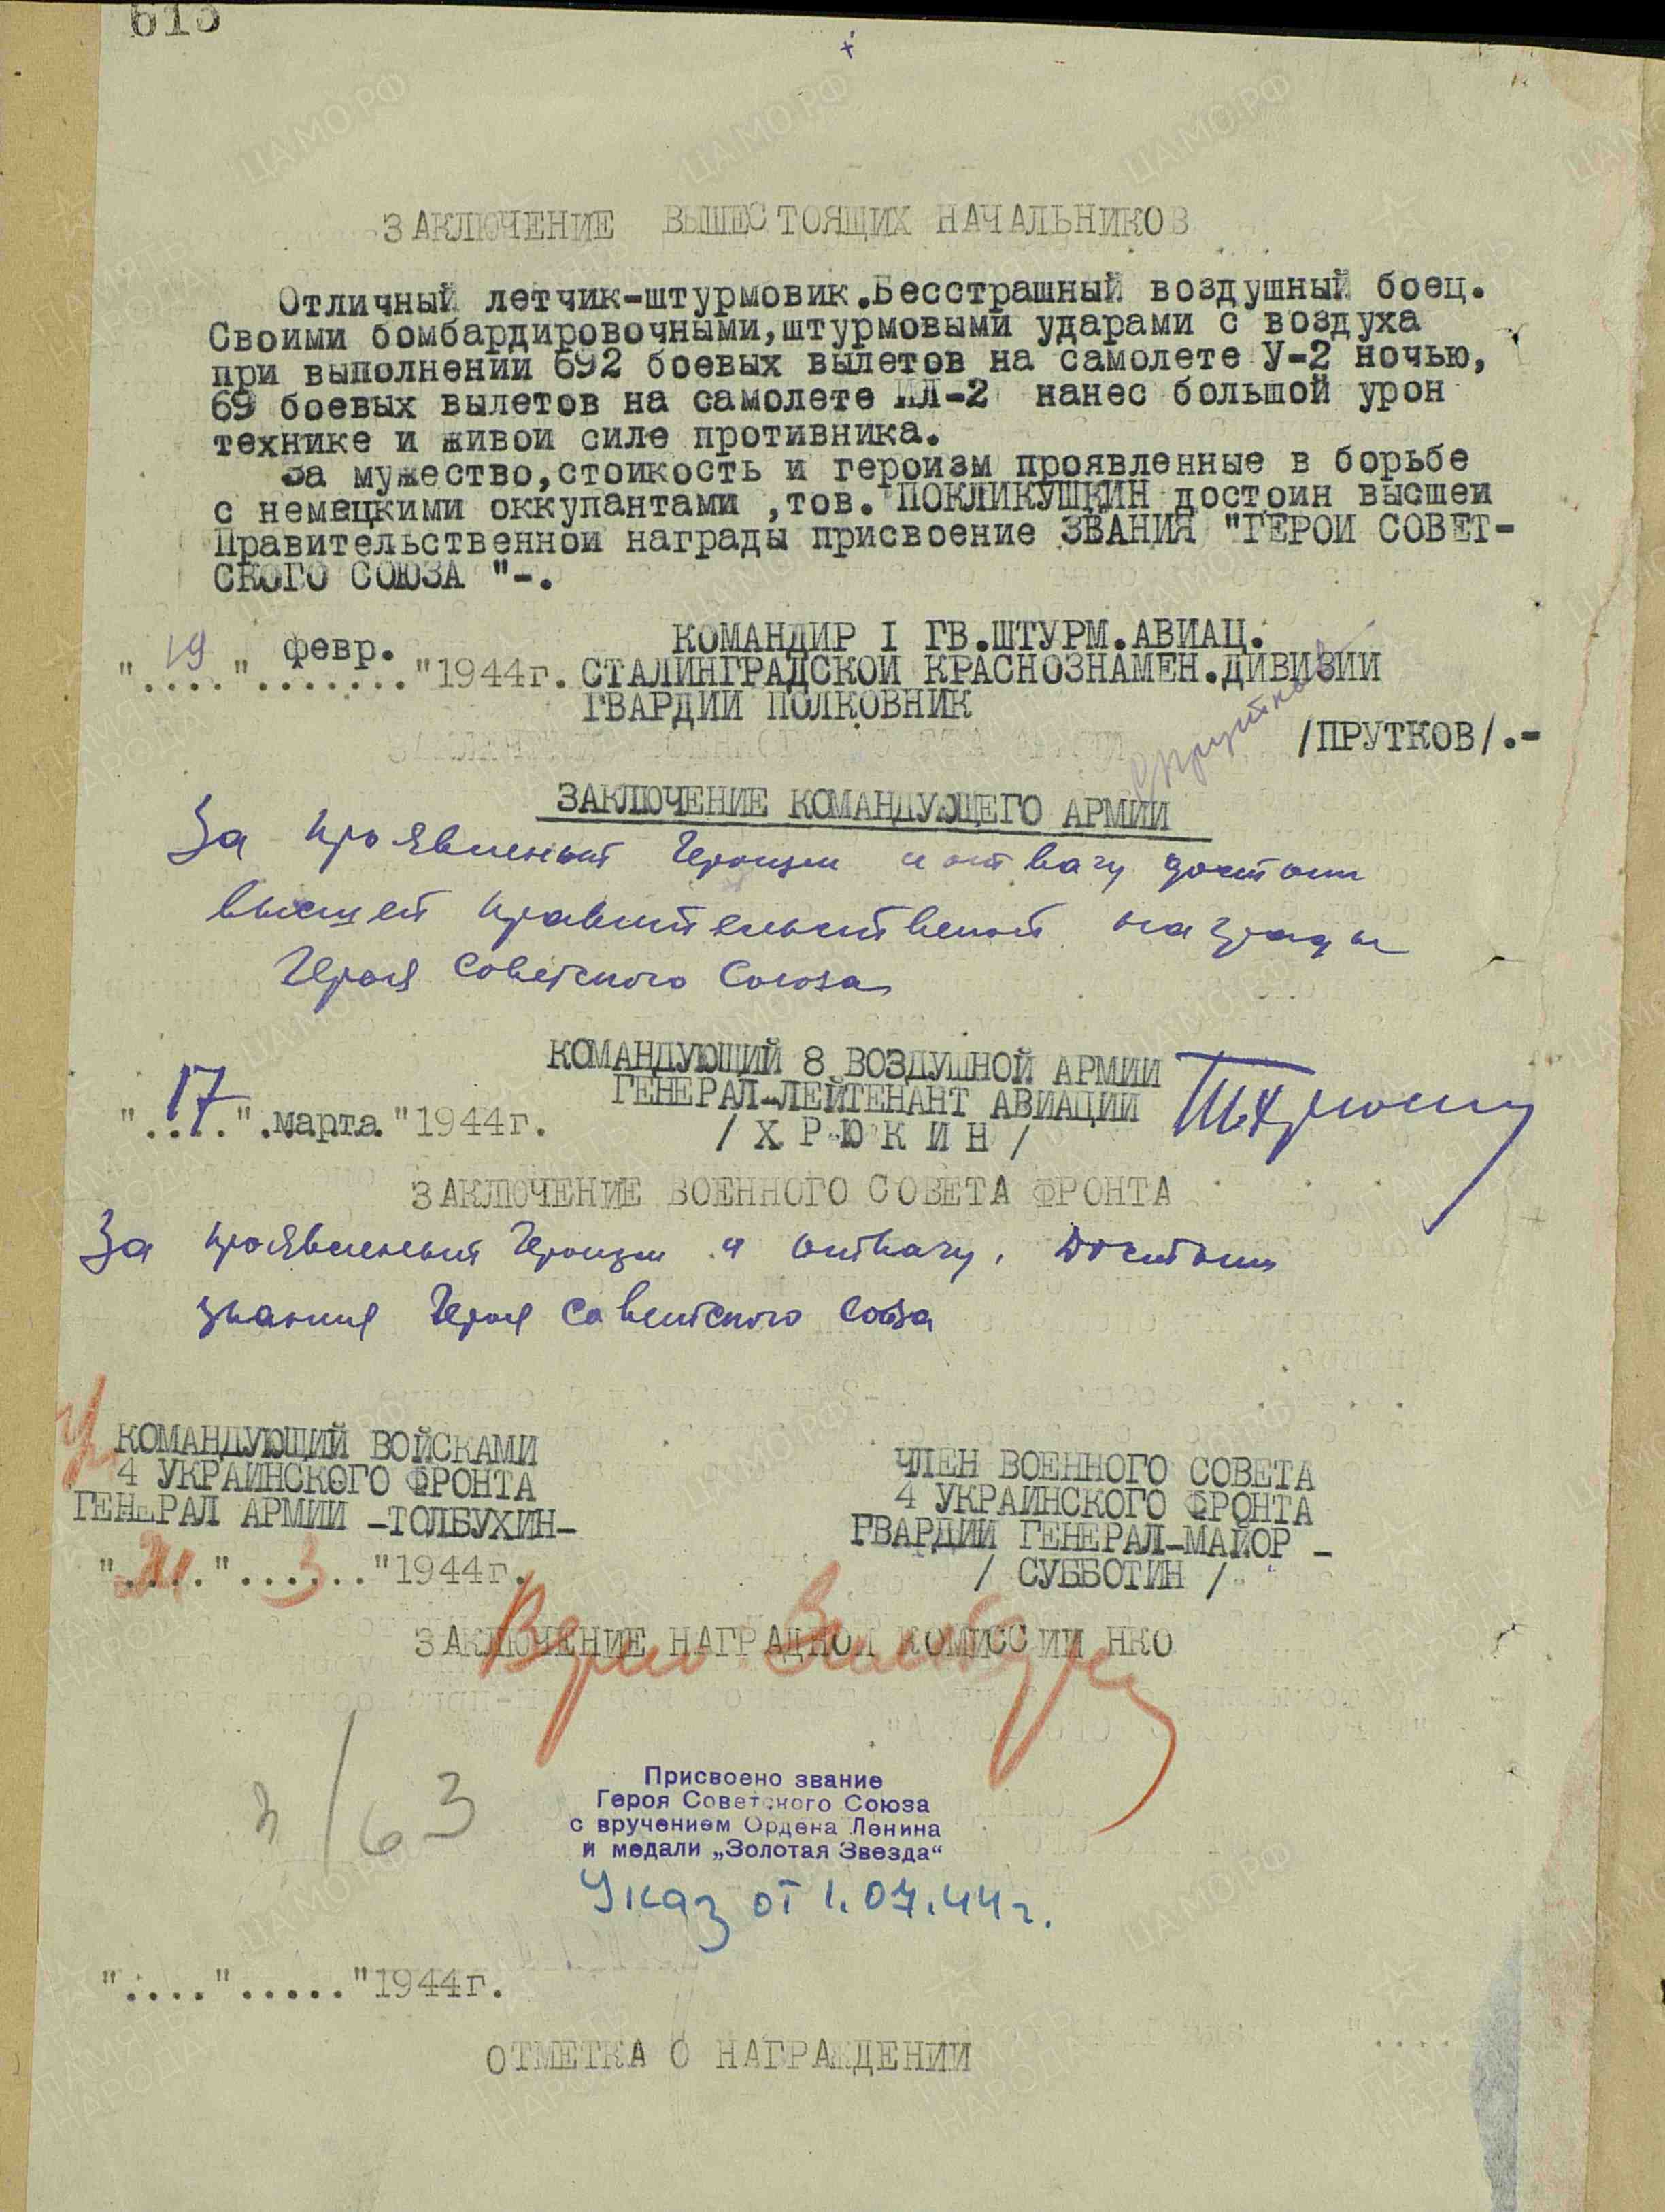 615
ЗАКЛЮЧЕНИЕ ВЫШЕСТОЯЩИХ НАЧАЛЬНИКОВ
Отличный летчик-штурмовик.Бесстрашный воздушный боец.
Своими бомбардировочными,штурмовыми ударами с воздуха
при выполнении 692 боевых вылетов на самолете У-2 ночью,
69 боевых вылетов на самолете ИЛ-2 нанес большой урон
технике и живой силе противника.
За мужество,стойкость и героизм проявленные в борьбе
с немецкими оккупантами ,тов. ПОКЛИКУШКИН достоин высшей
Правительственной награды присвоение ЗВАНИЯ "ГЕРОЙ СОВЕТ-
СКОГО СОЮЗА "-.
КОМАНДИР I ГВ.ШТУРМ.АВИАЦ.
"19" февр. "1944г. СТАЛИНГРАДСКОЙ КРАСНОЗНАМЕН.ДИВИЗИИ
ГВАРДИИ ПОЛКОВНИК
/ПРУТКОВ/.-
ЗАКЛЮЧЕНИЕ КОМАНДУЮЩЕГО АРМИИ
За проявленый Героизм и отвагу достоин
высшей правительственой награды
Героя Советского Союза
КОМАНДУЮЩИЙ 8 ВОЗДУШНОЙ АРМИИ
ГЕНЕРАЛ-ЛЕЙТЕНАНТ АВИАЦИИ
"17" марта "1944г. / Х Р Ю К И Н /
ЗАКЛЮЧЕНИЕ ВОЕННОГО СОВЕТА ФРОНТА
За проявленый Героизм и отвагу, Достоин
звания Героя Советского Союза
КОМАНДУЮЩИЙ ВОЙСКАМИ
4 УКРАИНСКОГО ФРОНТА
ГЕНЕРАЛ АРМИИ -ТОЛБУХИН-
"21" 3 "1944г.
ЧЛЕН ВОЕННОГО СОВЕТА
4 УКРАИНСКОГО ФРОНТА
ГВАРДИИ ГЕНЕРАЛ-МАЙОР -
/ СУББОТИН /
ЗАКЛЮЧЕНИЕ НАГРАДНОЙ КОМИССИИ НКО
63
Присвоено звание
Героя Советского Союза
с вручением Ордена Ленина
и медали „Золотая Звезда“
Указ от 1.07.44 г.
"...."....."1944г.
ОТМЕТКА О НАГРАЖДЕНИИ